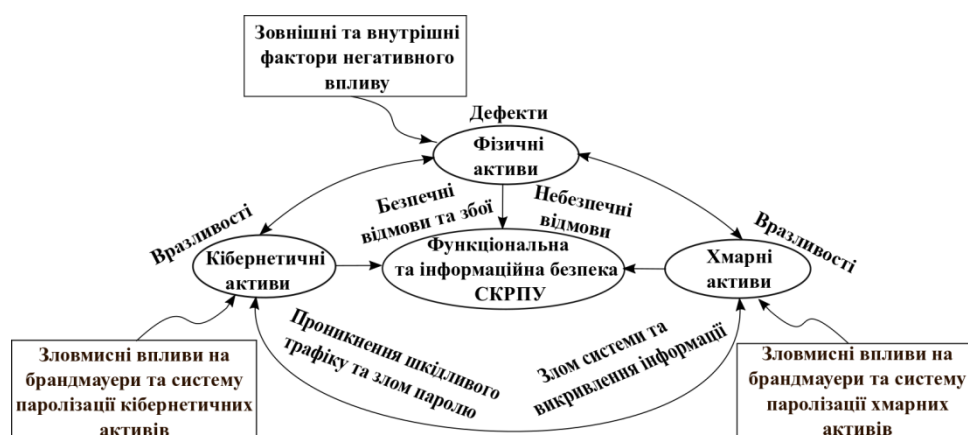 Зовнішні та внутрішні
фактори негативного
впливу
Дефекти
Фізичні
активи
Безпечні
відмови та збої
Небезпечні
відмови
Вразливості
Вразливості
Кібернетичні
активи
Функціональна
та інформаційна безпека
СКРПУ
Хмарні
активи
Проникнення шкідливого
трафіку та злом паролю
Злом системи та
викривлення інформації
Зловмисні впливи на
брандмауери та систему
паролізації кібернетичних
активів
Зловмисні впливи на
брандмауери та систему
паролізації хмарних
активів